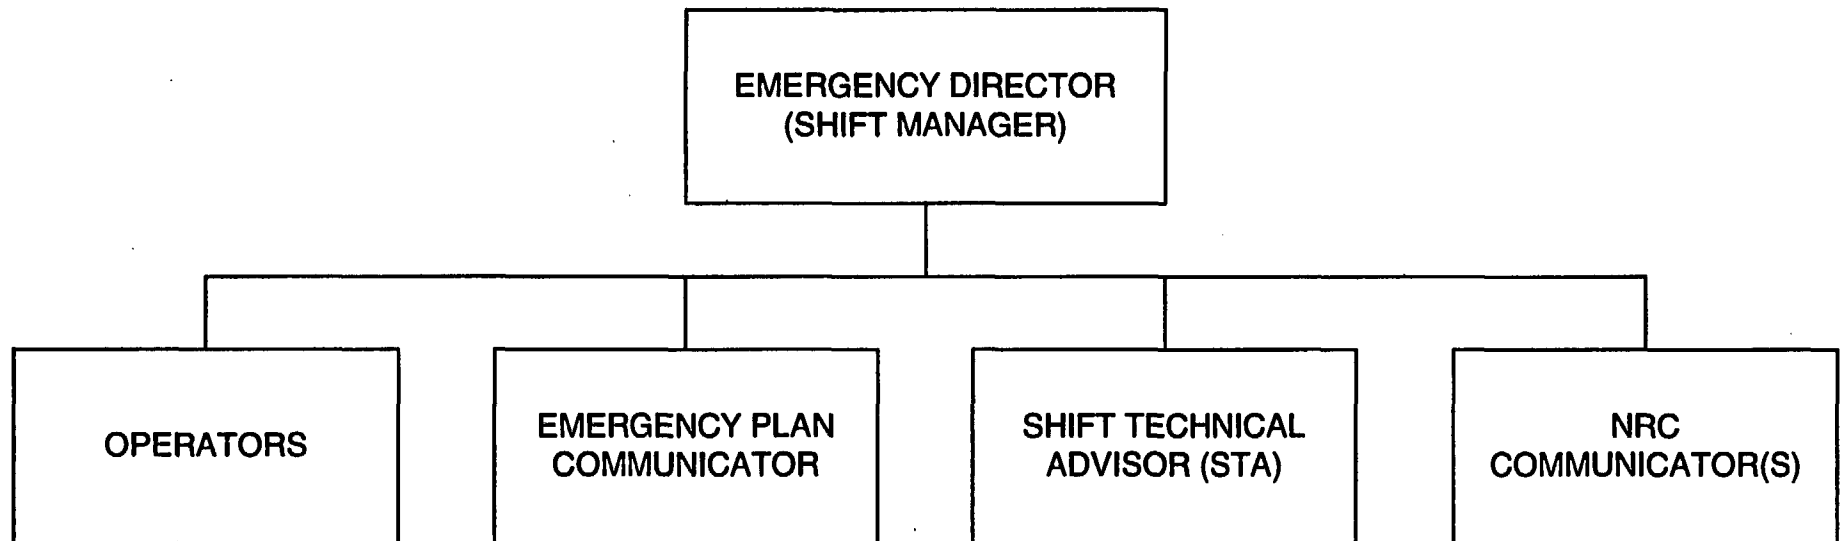 EMERGENCY DIRECTOR
(SHIFT MANAGER)
OPERATORS
EMERGENCY PLAN
COMMUNICATOR
SHIFT TECHNICAL
ADVISOR (STA)
NRC
COMMUNICATOR(S)